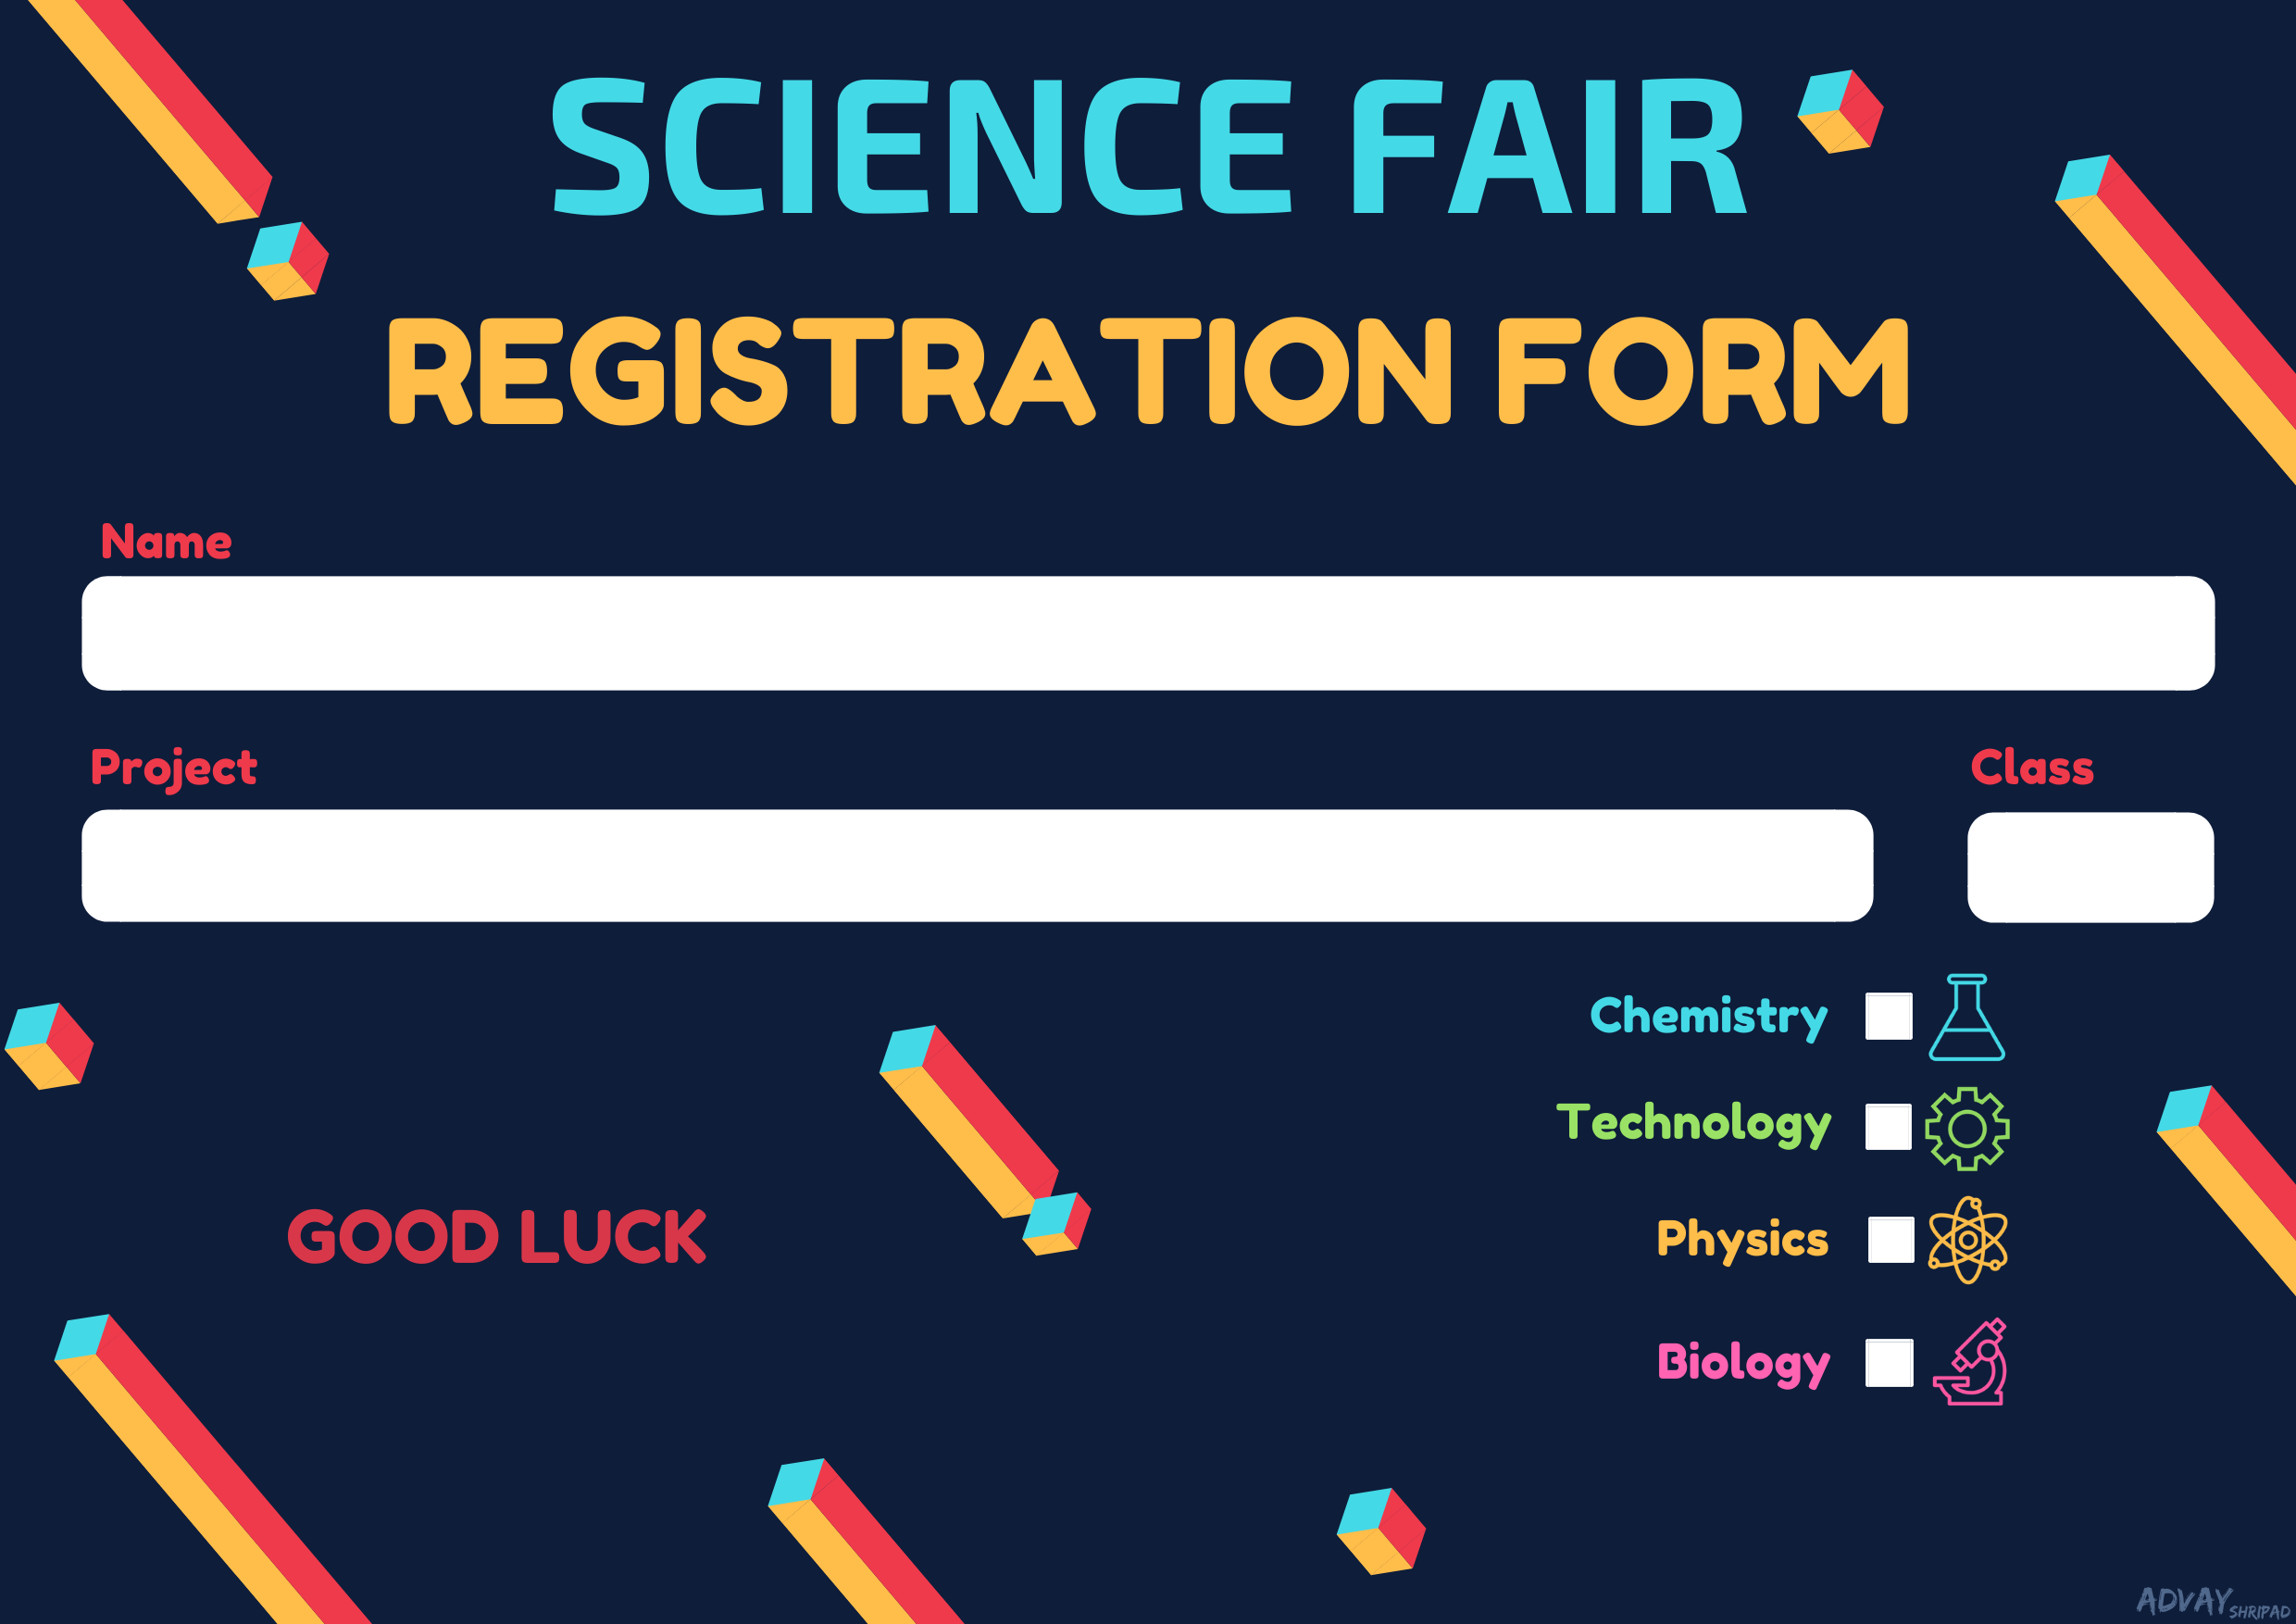 SCIENCE FAIR
REGISTRATION FORM
Name
Project
Class
Chemistry
Technology
Physics
Biology
GOOD LUCK
ADVAY SHRIPAD